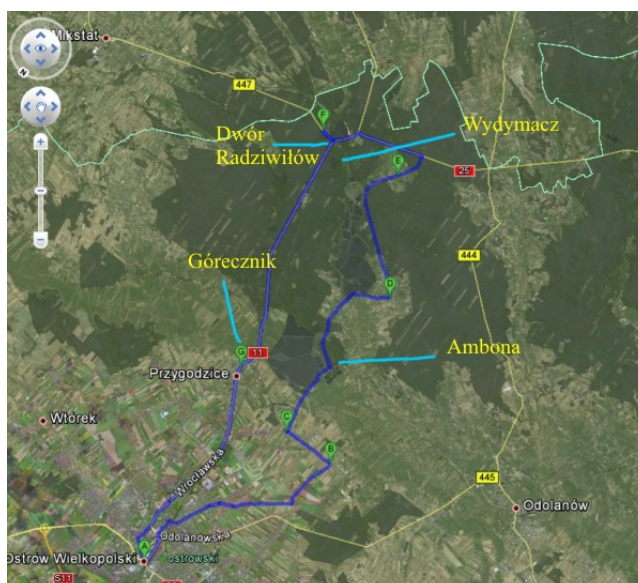 Mikstat
N
447
F
Dwór
Radziwiłów
Wydymacz
E
25
444
Górecznik
D
G
11
Przygodzice
Ambona
Wtórek
C
B
Wrocławska
445
Odolanów
A
Odolanowska
Ostrów Wielkopolski
ostrowski
S11